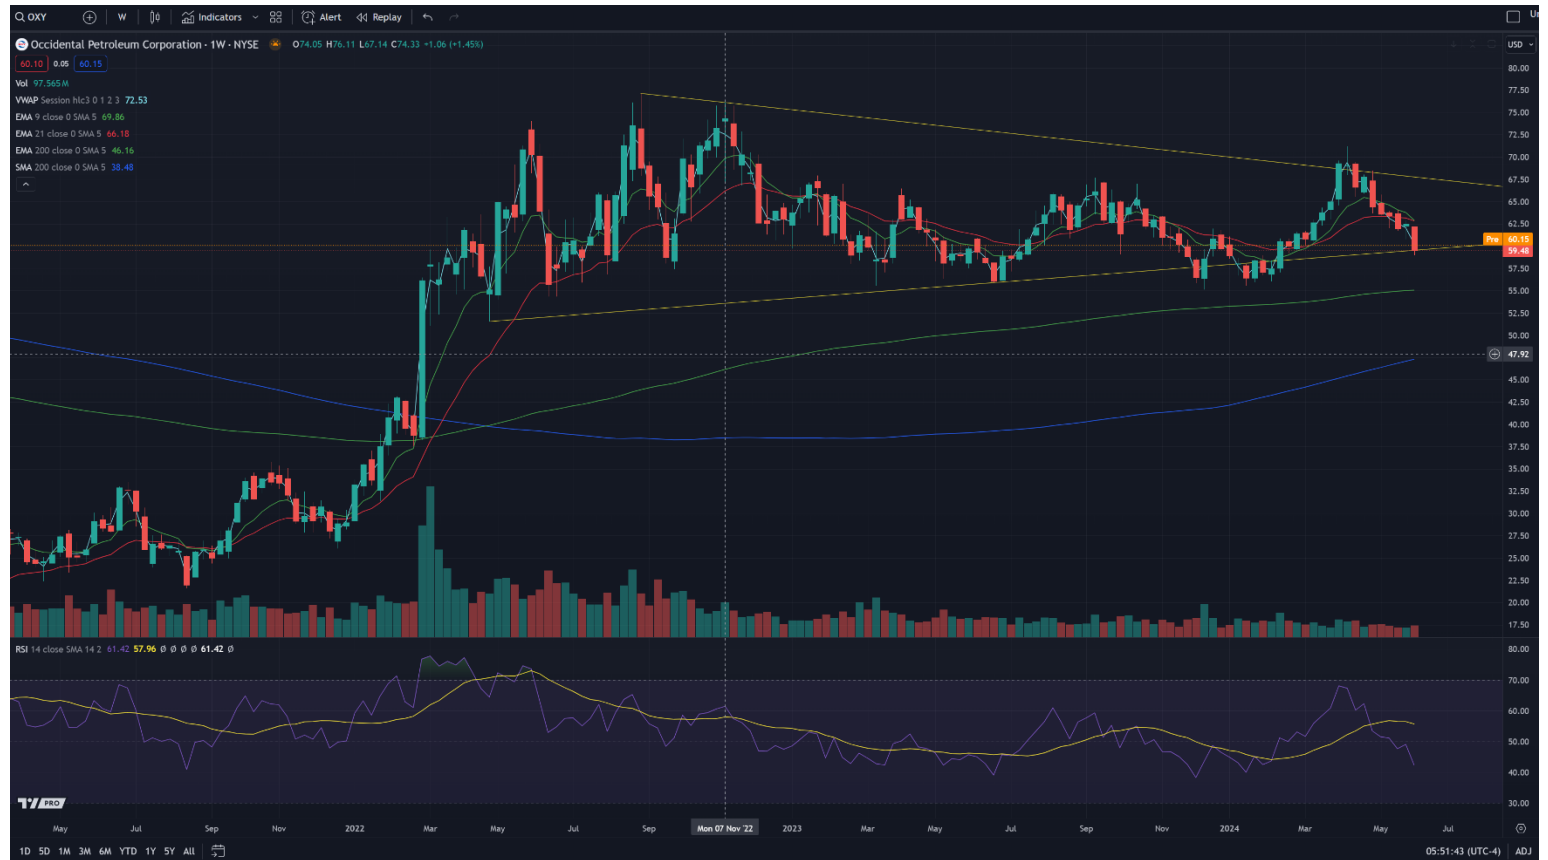 OXY W Indicators Alert Replay Un
Occidental Petroleum Corporation · 1W · NYSE O74.05 H76.11 L67.14 C74.33 +1.06 (+1.45%) USD
60.10 0.05 60.15
Vol 97.565M
VWAP Session hlc3 0 1 2 3 72.53
EMA 9 close 0 SMA 5 69.86
EMA 21 close 0 SMA 5 66.18
EMA 200 close 0 SMA 5 46.16
SMA 200 close 0 SMA 5 38.48
80.00
77.50
75.00
72.50
70.00
67.50
65.00
62.50
Pre 60.15
59.48
57.50
55.00
52.50
50.00
47.92
45.00
42.50
40.00
37.50
35.00
32.50
30.00
27.50
25.00
22.50
20.00
17.50
RSI 14 close SMA 14 2 61.42 57.96 Ø Ø Ø Ø 61.42 Ø
80.00
70.00
60.00
50.00
40.00
30.00
PRO
May Jul Sep Nov 2022 Mar May Jul Sep Mon 07 Nov '22 2023 Mar May Jul Sep Nov 2024 Mar May Jul
1D 5D 1M 3M 6M YTD 1Y 5Y All 05:51:43 (UTC-4) ADJ